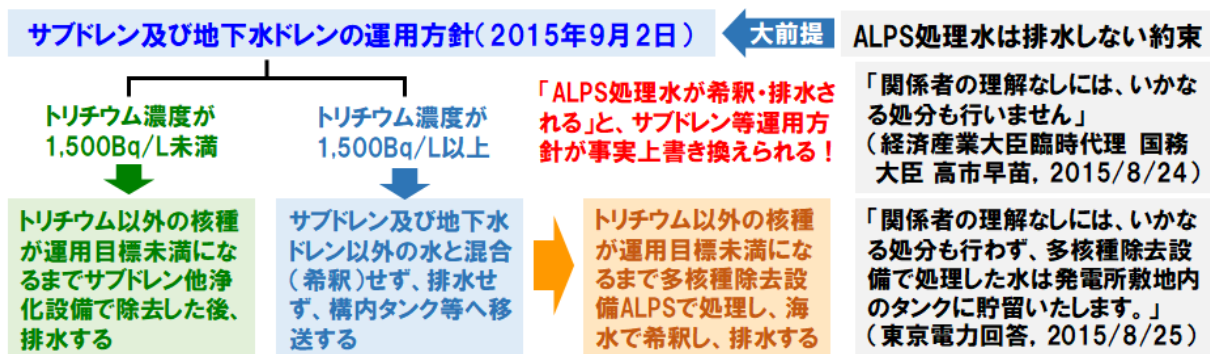 サブドレン及び地下水ドレンの運用方針(2015年9月2日)
大前提
ALPS処理水は排水しない約束
トリチウム濃度が
1,500Bq/L未満
トリチウム濃度が
1,500Bq/L以上
「ALPS処理水が希釈・排水さ
れる」と、サブドレン等運用方
針が事実上書き換えられる!
「関係者の理解なしには、いかな
る処分も行いません」
(経済産業大臣臨時代理 国務
大臣 高市早苗, 2015/8/24)
トリチウム以外の核種
が運用目標未満にな
るまでサブドレン他浄
化設備で除去した後、
排水する
サブドレン及び地下水
ドレン以外の水と混合
(希釈)せず、排水せ
ず、構内タンク等へ移
送する
トリチウム以外の核種
が運用目標未満にな
るまで多核種除去設
備ALPSで処理し、海
水で希釈し、排水する
「関係者の理解なしには、いかな
る処分も行わず、多核種除去設
備で処理した水は発電所敷地内
のタンクに貯留いたします。」
(東京電力回答, 2015/8/25)